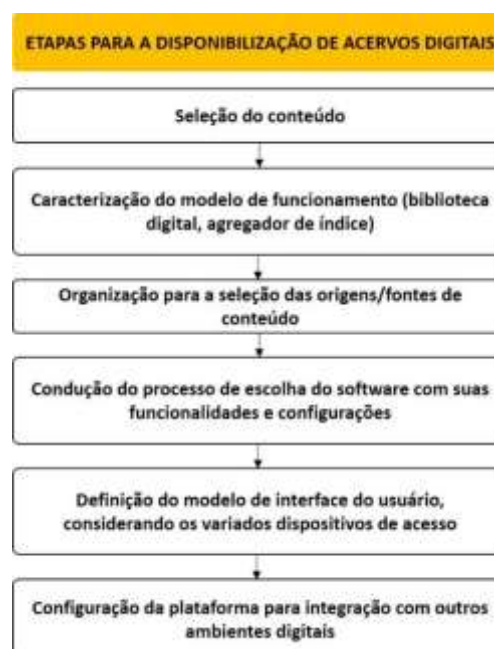 ETAPAS PARA A DISPONIBILIZAÇÃO DE ACERVOS DIGITAIS
Seleção do conteúdo
Caracterização do modelo de funcionamento (biblioteca
digital, agregador de índice)
Organização para a seleção das origens/fontes de
conteúdo
Condução do processo de escolha do software com suas
funcionalidades e configurações
Definição do modelo de interface do usuário,
considerando os variados dispositivos de acesso
Configuração da plataforma para integração com outros
ambientes digitais